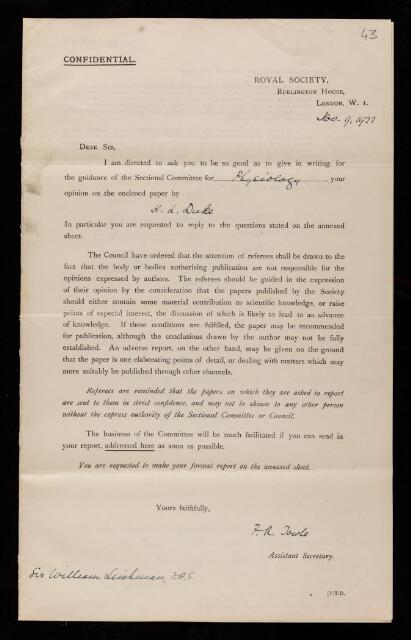 43
CONFIDENTIAL.
ROYAL SOCIETY,
BURLINGTON HOUSE,
LONDON, W. 1.
Nov. 9, 1922
DEAR SIR,
I am directed to ask you to be so good as to give in writing, for
the guidance of the Sectional Committee for Physiology your
opinion on the enclosed paper by
H. L. Duke
In particular you are requested to reply to the questions stated on the annexed
sheet.
The Council have ordered that the attention of referees shall be drawn to the
fact that the body or bodies authorizing publication are not responsible for the
opinions expressed by authors. The referees should be guided in the expression
of their opinion by the consideration that the papers published by the Society
should either contain some material contribution to scientific knowledge, or raise
points of especial interest, the discussion of which is likely to lead to an advance
of knowledge. If these conditions are fulfilled, the paper may be recommended
for publication, although the conclusions drawn by the author may not be fully
established. An adverse report, on the other hand, may be given on the ground
that the paper is one elaborating points of detail, or dealing with matters which may
more suitably be published through other channels.
Referees are reminded that the papers on which they are asked to report
are sent to them in strict confidence, and may not be shown to any other person
without the express authority of the Sectional Committee or Council.
The business of the Committee will be much facilitated if you can send in
your report, addressed here as soon as possible.
You are requested to make your formal report on the annexed sheet.
Yours faithfully,
F. A. Towle
Assistant Secretary.
Sir William Leishman, F.R.S.
[P.T.O.